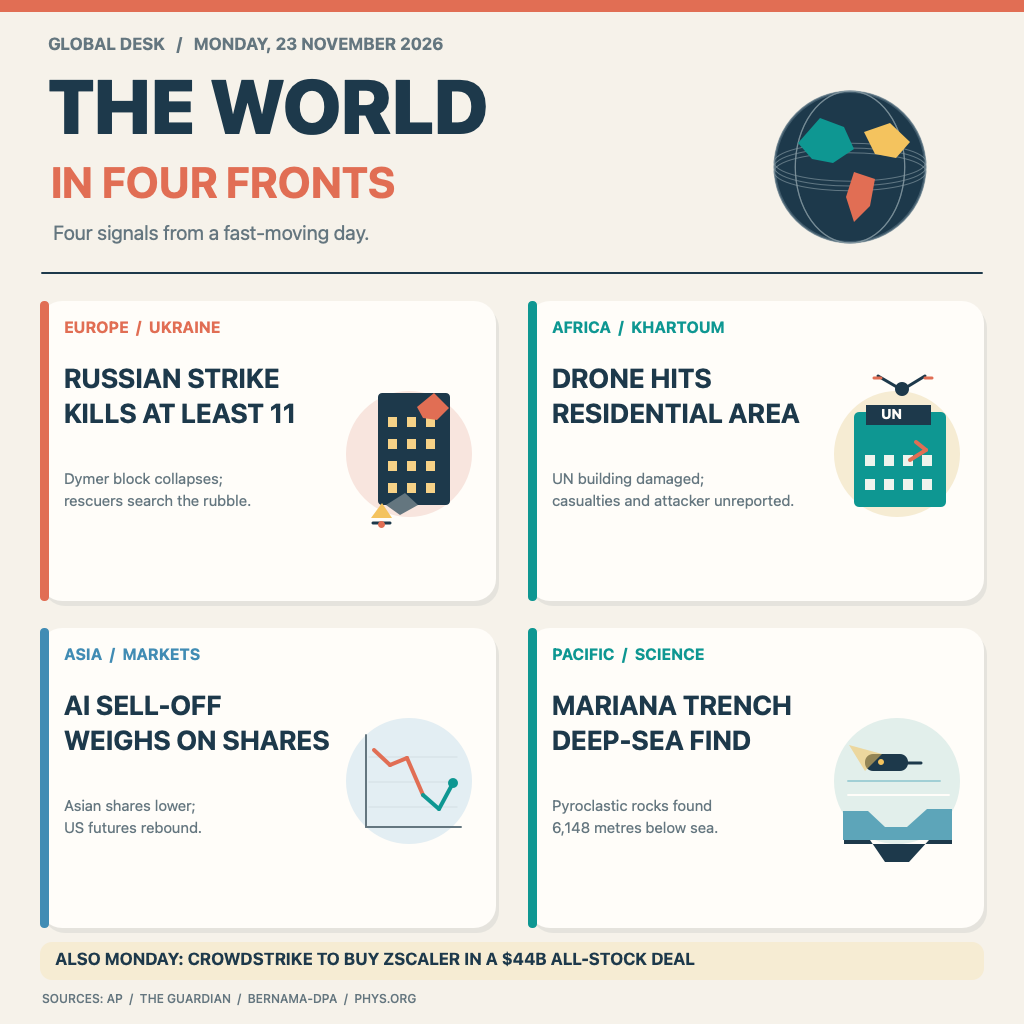 GLOBAL DESK / MONDAY, 23 NOVEMBER 2026
THE WORLD
IN FOUR FRONTS
Four signals from a fast-moving day.
EUROPE / UKRAINE
RUSSIAN STRIKE
KILLS AT LEAST 11
Dymer block collapses;
rescuers search the rubble.
AFRICA / KHARTOUM
DRONE HITS
RESIDENTIAL AREA
UN building damaged;
casualties and attacker unreported.
UN
ASIA / MARKETS
AI SELL-OFF
WEIGHS ON SHARES
Asian shares lower;
US futures rebound.
PACIFIC / SCIENCE
MARIANA TRENCH
DEEP-SEA FIND
Pyroclastic rocks found
6,148 metres below sea.
ALSO MONDAY: CROWDSTRIKE TO BUY ZSCALER IN A $44B ALL-STOCK DEAL
SOURCES: AP / THE GUARDIAN / BERNAMA-DPA / PHYS.ORG